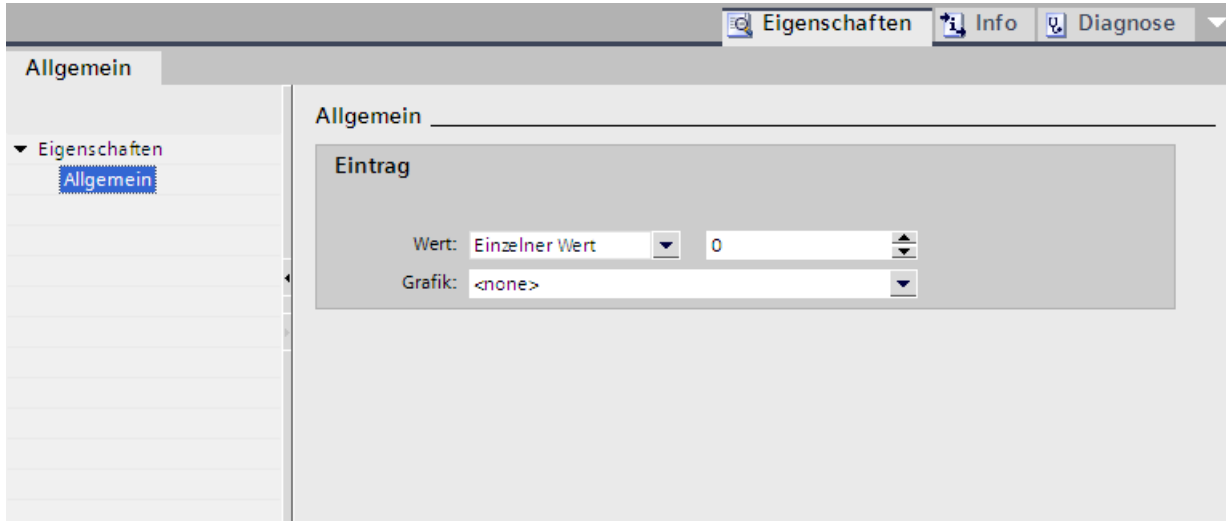 Eigenschaften Info Diagnose
Allgemein
Allgemein
Eigenschaften
Allgemein
Eintrag
Wert: Einzelner Wert 0
Grafik: <none>